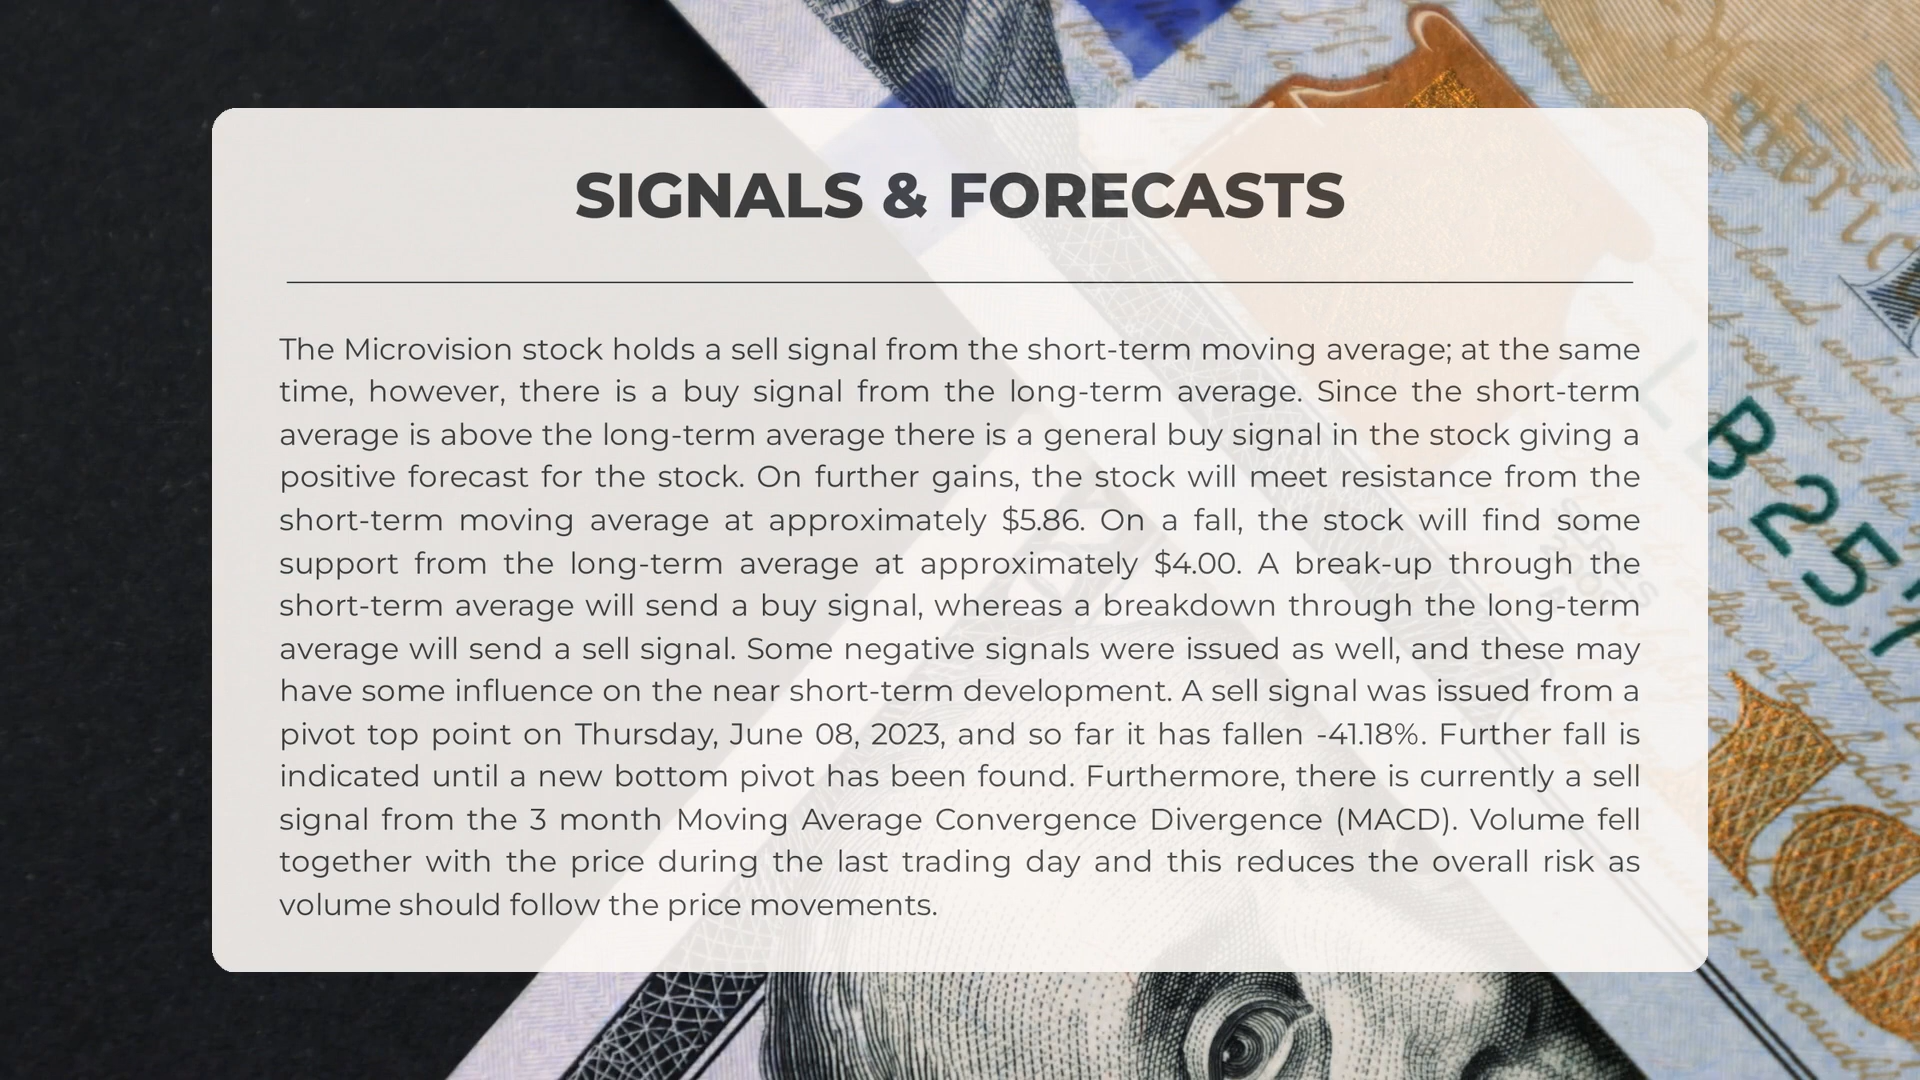 SIGNALS & FORECASTS
The Microvision stock holds a sell signal from the short-term moving average; at the same
time, however, there is a buy signal from the long-term average. Since the short-term
average is above the long-term average there is a general buy signal in the stock giving a
positive forecast for the stock. On further gains, the stock will meet resistance from the
short-term moving average at approximately $5.86. On a fall, the stock will find some
support from the long-term average at approximately $4.00. A break-up through the
short-term average will send a buy signal, whereas a breakdown through the long-term
average will send a sell signal. Some negative signals were issued as well, and these may
have some influence on the near short-term development. A sell signal was issued from a
pivot top point on Thursday, June 08, 2023, and so far it has fallen -41.18%. Further fall is
indicated until a new bottom pivot has been found. Furthermore, there is currently a sell
signal from the 3 month Moving Average Convergence Divergence (MACD). Volume fell
together with the price during the last trading day and this reduces the overall risk as
volume should follow the price movements.
LB25